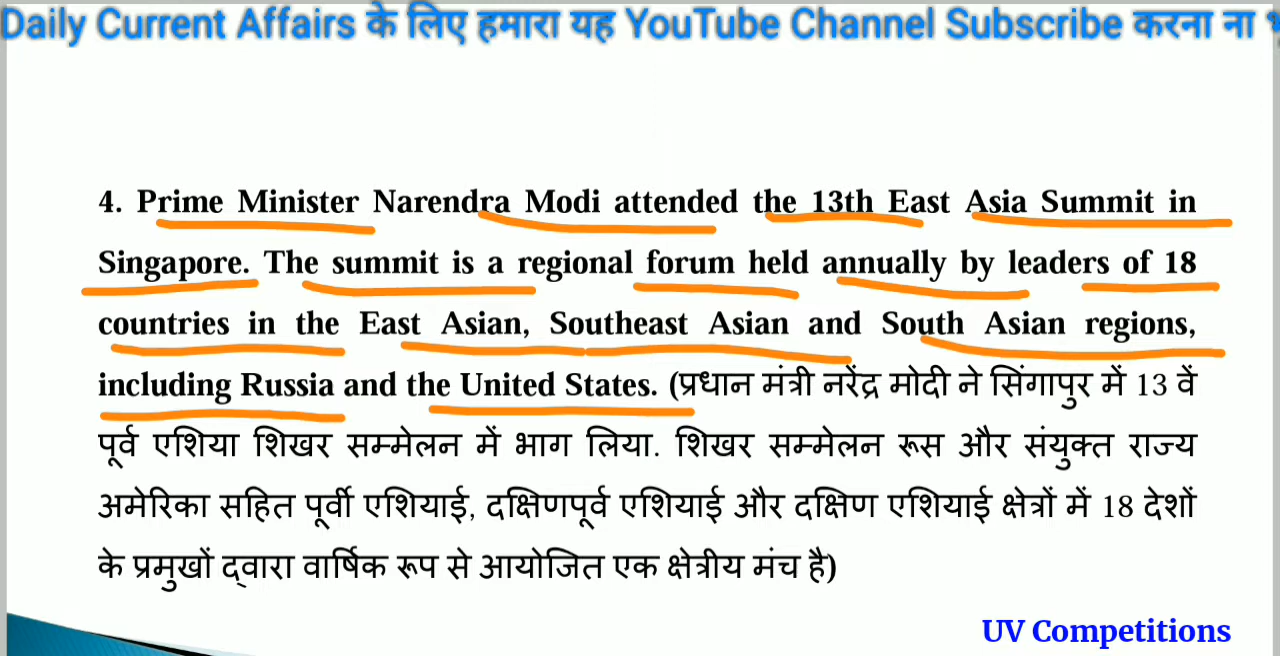 Daily Current Affairs के लिए हमारा यह YouTube Channel Subscribe करना ना
4. Prime Minister Narendra Modi attended the 13th East Asia Summit in
Singapore. The summit is a regional forum held annually by leaders of 18
countries in the East Asian, Southeast Asian and South Asian regions,
including Russia and the United States. (प्रधान मंत्री नरेंद्र मोदी ने सिंगापुर में 13 वें
पूर्व एशिया शिखर सम्मेलन में भाग लिया. शिखर सम्मेलन रूस और संयुक्त राज्य
अमेरिका सहित पूर्वी एशियाई, दक्षिणपूर्व एशियाई और दक्षिण एशियाई क्षेत्रों में 18 देशों
के प्रमुखों द्वारा वार्षिक रूप से आयोजित एक क्षेत्रीय मंच है)
UV Competitions